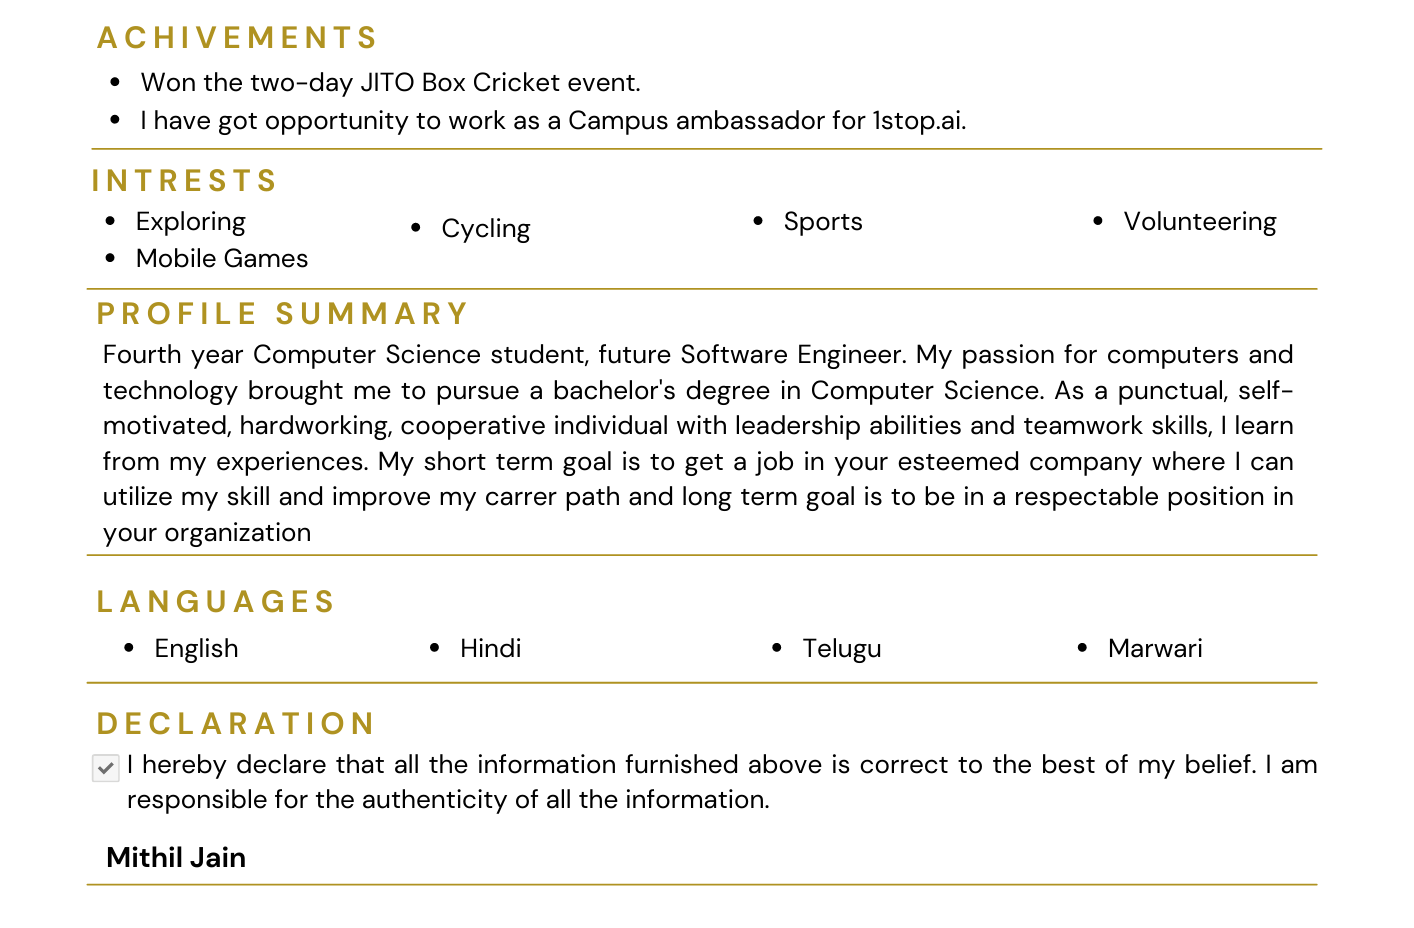 ACHIVEMENTS
• Won the two-day JITO Box Cricket event.
• I have got opportunity to work as a Campus ambassador for 1stop.ai.
INTRESTS
• Exploring
• Mobile Games
• Cycling
• Sports
• Volunteering
PROFILE SUMMARY
Fourth year Computer Science student, future Software Engineer. My passion for computers and
technology brought me to pursue a bachelor's degree in Computer Science. As a punctual, self-
motivated, hardworking, cooperative individual with leadership abilities and teamwork skills, I learn
from my experiences. My short term goal is to get a job in your esteemed company where I can
utilize my skill and improve my carrer path and long term goal is to be in a respectable position in
your organization
LANGUAGES
• English
• Hindi
• Telugu
• Marwari
DECLARATION
I hereby declare that all the information furnished above is correct to the best of my belief. I am
responsible for the authenticity of all the information.
Mithil Jain